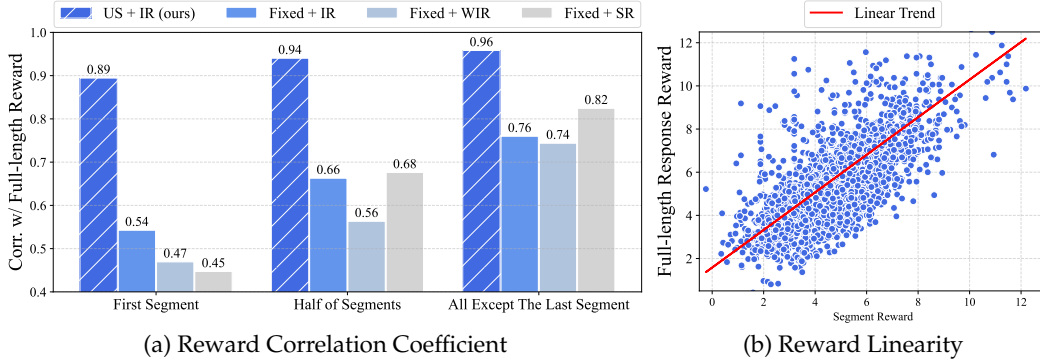 US + IR (ours) Fixed + IR Fixed + WIR Fixed + SR
Corr. w/ Full-length Reward
1.0
0.9
0.8
0.7
0.6
0.5
0.4
0.89
0.54
0.47
0.45
0.94
0.66
0.56
0.68
0.96
0.76
0.74
0.82
First Segment Half of Segments All Except The Last Segment
(a) Reward Correlation Coefficient
Linear Trend
Full-length Response Reward
12
10
8
6
4
2
0 2 4 6 8 10 12
Segment Reward
(b) Reward Linearity